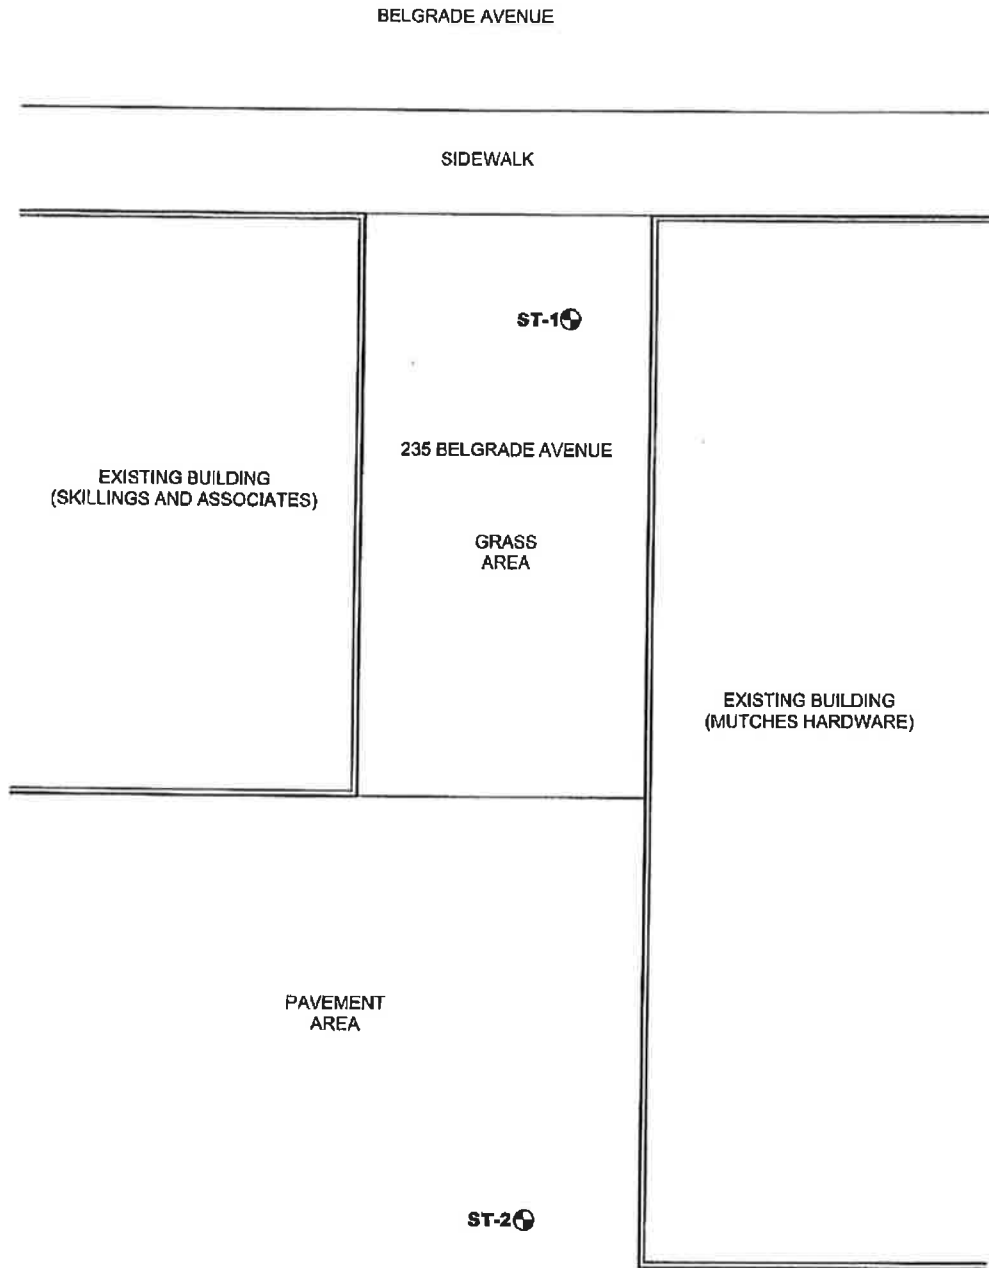 BELGRADE AVENUE
SIDEWALK
ST-1
235 BELGRADE AVENUE
EXISTING BUILDING
(SKILLINGS AND ASSOCIATES)
GRASS
AREA
EXISTING BUILDING
(MUTCHES HARDWARE)
PAVEMENT
AREA
ST-2